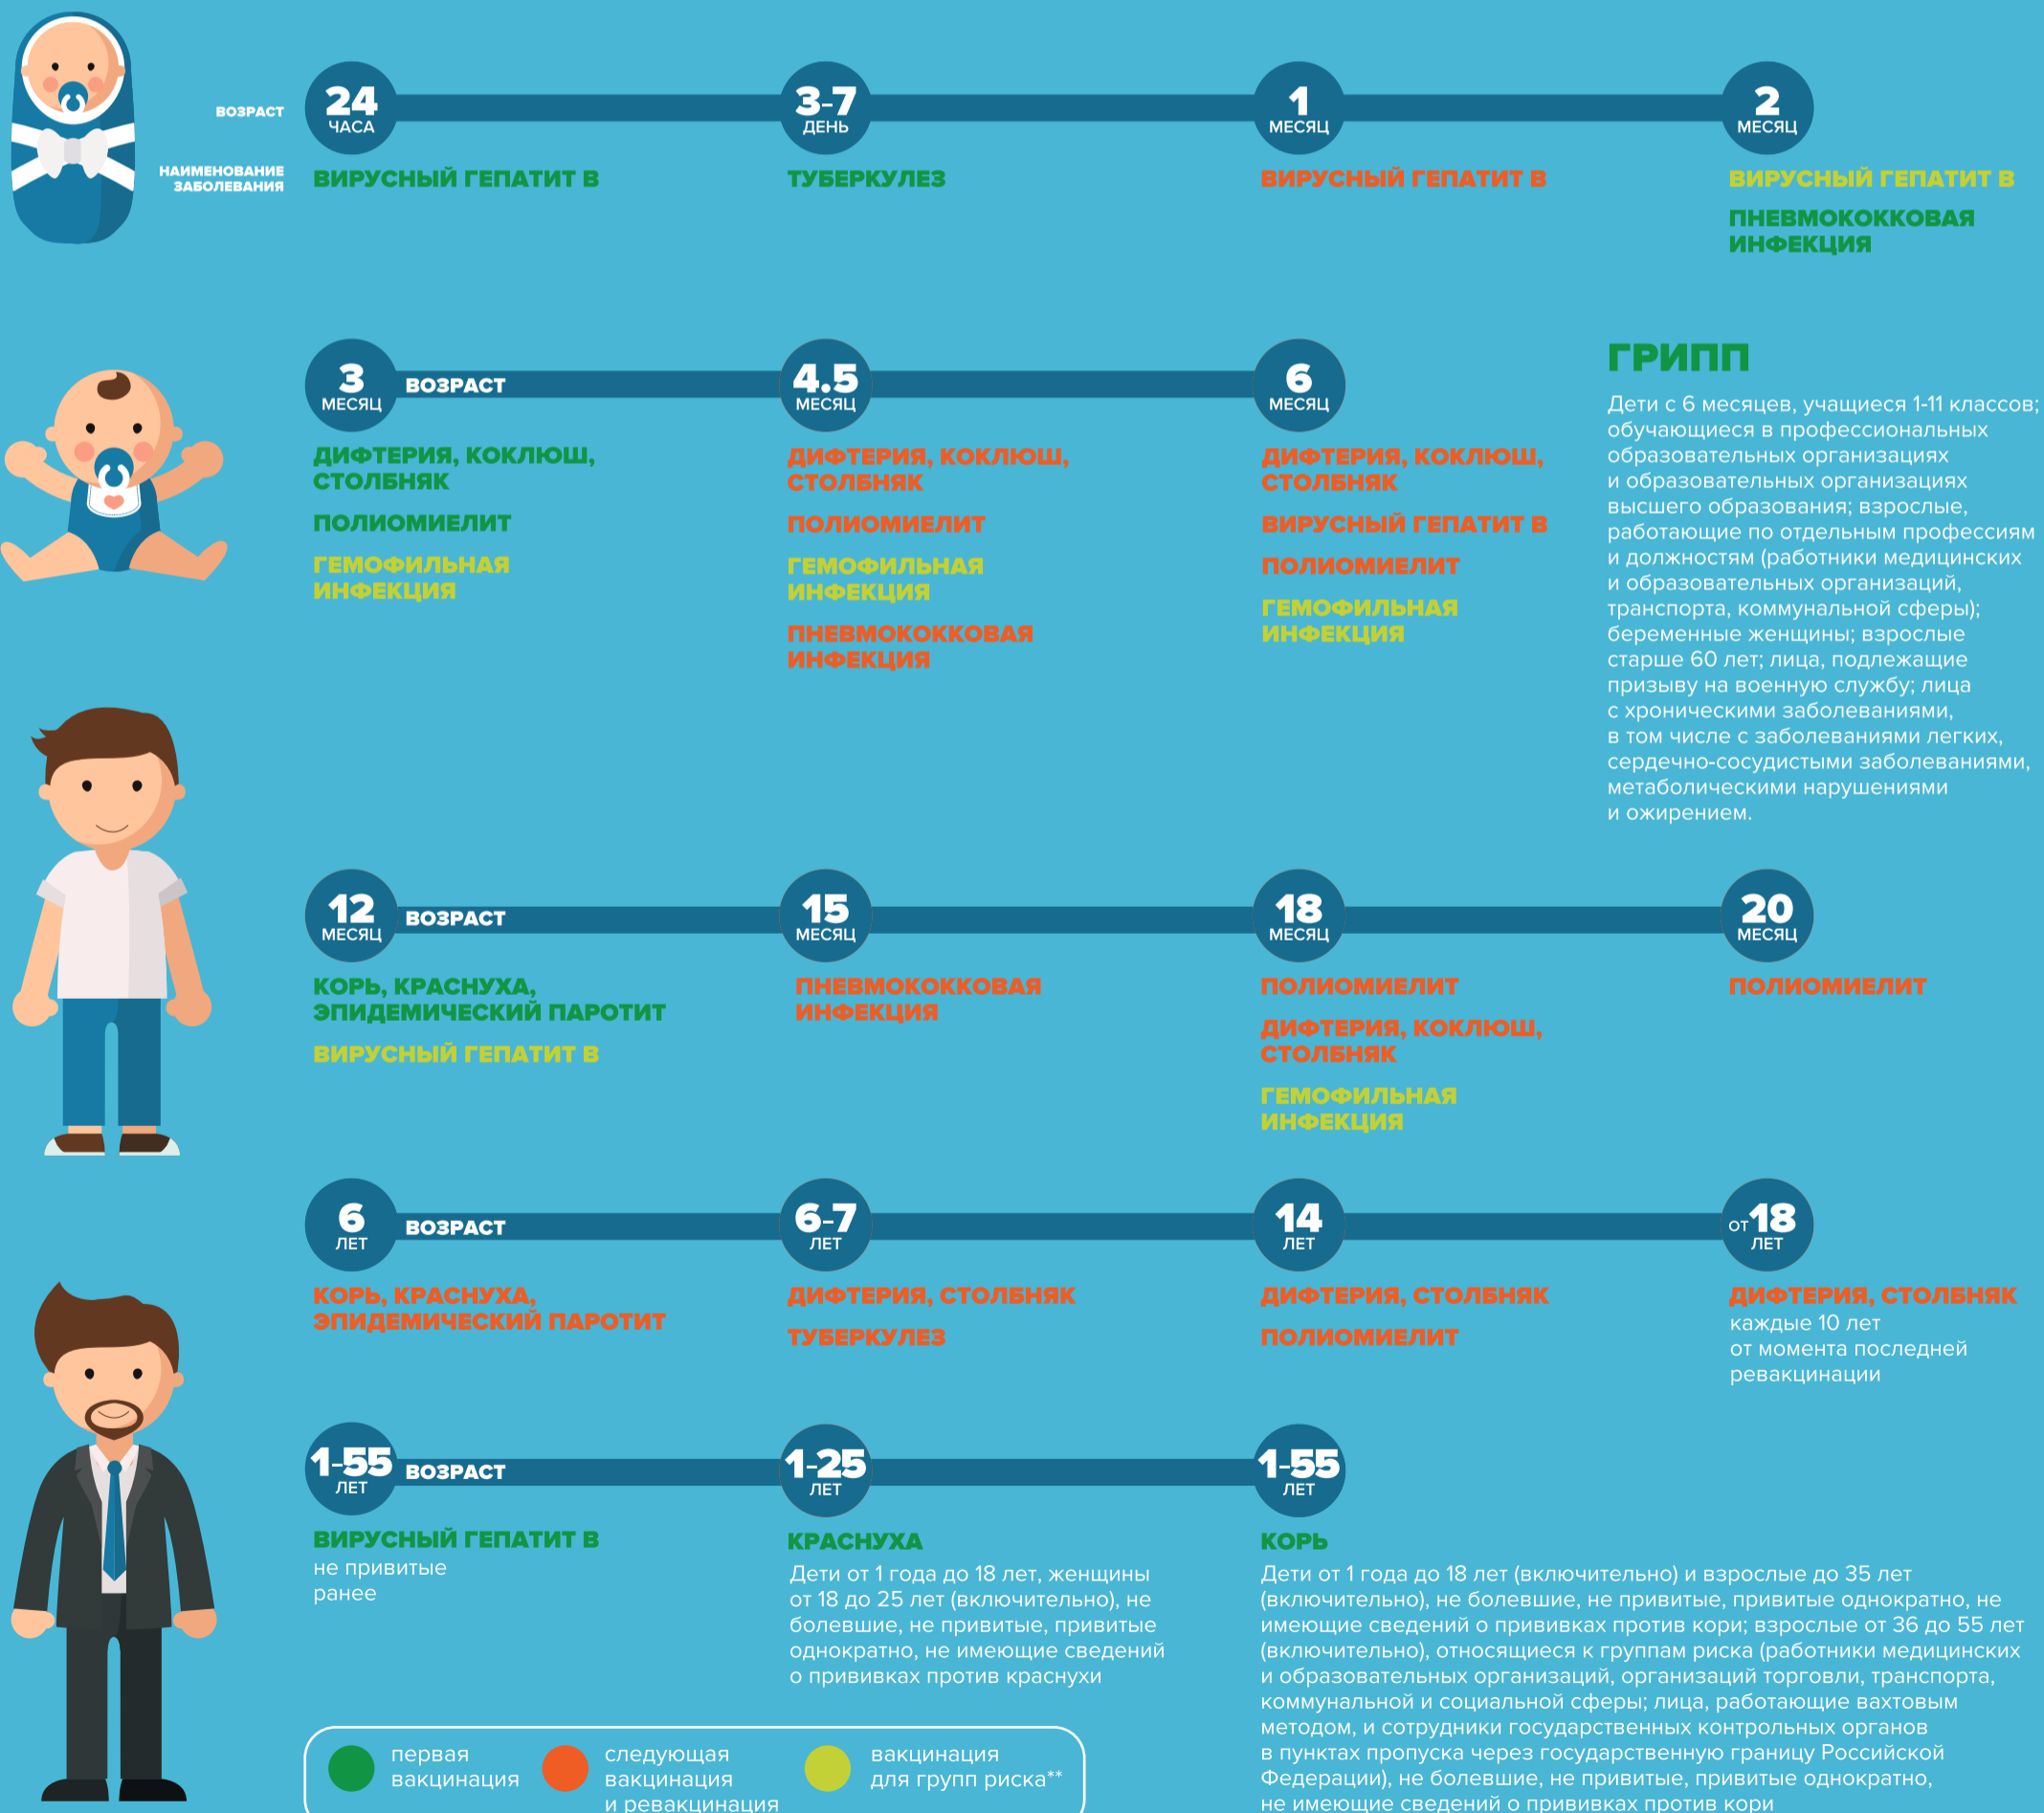 ВОЗРАСТ
24
ЧАСА
3-7
ДЕНЬ
1
МЕСЯЦ
2
МЕСЯЦ
НАИМЕНОВАНИЕ
ЗАБОЛЕВАНИЯ
ВИРУСНЫЙ ГЕПАТИТ В
ТУБЕРКУЛЕЗ
ВИРУСНЫЙ ГЕПАТИТ В
ВИРУСНЫЙ ГЕПАТИТ В
ПНЕВМОКОККОВАЯ
ИНФЕКЦИЯ
3
МЕСЯЦ
ВОЗРАСТ
4.5
МЕСЯЦ
6
МЕСЯЦ
ДИФТЕРИЯ, КОКЛЮШ,
СТОЛБНЯК
ПОЛИОМИЕЛИТ
ГЕМОФИЛЬНАЯ
ИНФЕКЦИЯ
ДИФТЕРИЯ, КОКЛЮШ,
СТОЛБНЯК
ПОЛИОМИЕЛИТ
ГЕМОФИЛЬНАЯ
ИНФЕКЦИЯ
ПНЕВМОКОККОВАЯ
ИНФЕКЦИЯ
ДИФТЕРИЯ, КОКЛЮШ,
СТОЛБНЯК
ВИРУСНЫЙ ГЕПАТИТ В
ПОЛИОМИЕЛИТ
ГЕМОФИЛЬНАЯ
ИНФЕКЦИЯ
ГРИПП
Дети с 6 месяцев, учащиеся 1-11 классов;
обучающиеся в профессиональных
образовательных организациях
и образовательных организациях
высшего образования; взрослые,
работающие по отдельным профессиям
и должностям (работники медицинских
и образовательных организаций,
транспорта, коммунальной сферы);
беременные женщины; взрослые
старше 60 лет; лица, подлежащие
призыву на военную службу; лица
с хроническими заболеваниями,
в том числе с заболеваниями легких,
сердечно-сосудистыми заболеваниями,
метаболическими нарушениями
и ожирением.
12
МЕСЯЦ
ВОЗРАСТ
15
МЕСЯЦ
18
МЕСЯЦ
20
МЕСЯЦ
КОРЬ, КРАСНУХА,
ЭПИДЕМИЧЕСКИЙ ПАРОТИТ
ВИРУСНЫЙ ГЕПАТИТ В
ПНЕВМОКОККОВАЯ
ИНФЕКЦИЯ
ПОЛИОМИЕЛИТ
ДИФТЕРИЯ, КОКЛЮШ,
СТОЛБНЯК
ГЕМОФИЛЬНАЯ
ИНФЕКЦИЯ
ПОЛИОМИЕЛИТ
6
ЛЕТ
ВОЗРАСТ
6-7
ЛЕТ
14
ЛЕТ
ОТ 18
ЛЕТ
КОРЬ, КРАСНУХА,
ЭПИДЕМИЧЕСКИЙ ПАРОТИТ
ДИФТЕРИЯ, СТОЛБНЯК
ТУБЕРКУЛЕЗ
ДИФТЕРИЯ, СТОЛБНЯК
ПОЛИОМИЕЛИТ
ДИФТЕРИЯ, СТОЛБНЯК
каждые 10 лет
от момента последней
ревакцинации
1-55
ЛЕТ
ВОЗРАСТ
1-25
ЛЕТ
1-55
ЛЕТ
ВИРУСНЫЙ ГЕПАТИТ В
не привитые
ранее
КРАСНУХА
Дети от 1 года до 18 лет, женщины
от 18 до 25 лет (включительно), не
болевшие, не привитые, привитые
однократно, не имеющие сведений
о прививках против краснухи
КОРЬ
Дети от 1 года до 18 лет (включительно) и взрослые до 35 лет
(включительно), не болевшие, не привитые, привитые однократно, не
имеющие сведений о прививках против кори; взрослые от 36 до 55 лет
(включительно), относящиеся к группам риска (работники медицинских
и образовательных организаций, организаций торговли, транспорта,
коммунальной и социальной сферы; лица, работающие вахтовым
методом, и сотрудники государственных контрольных органов
в пунктах пропуска через государственную границу Российской
Федерации), не болевшие, не привитые, привитые однократно,
не имеющие сведений о прививках против кори
первая
вакцинация
следующая
вакцинация
и ревакцинация
вакцинация
для групп риска**